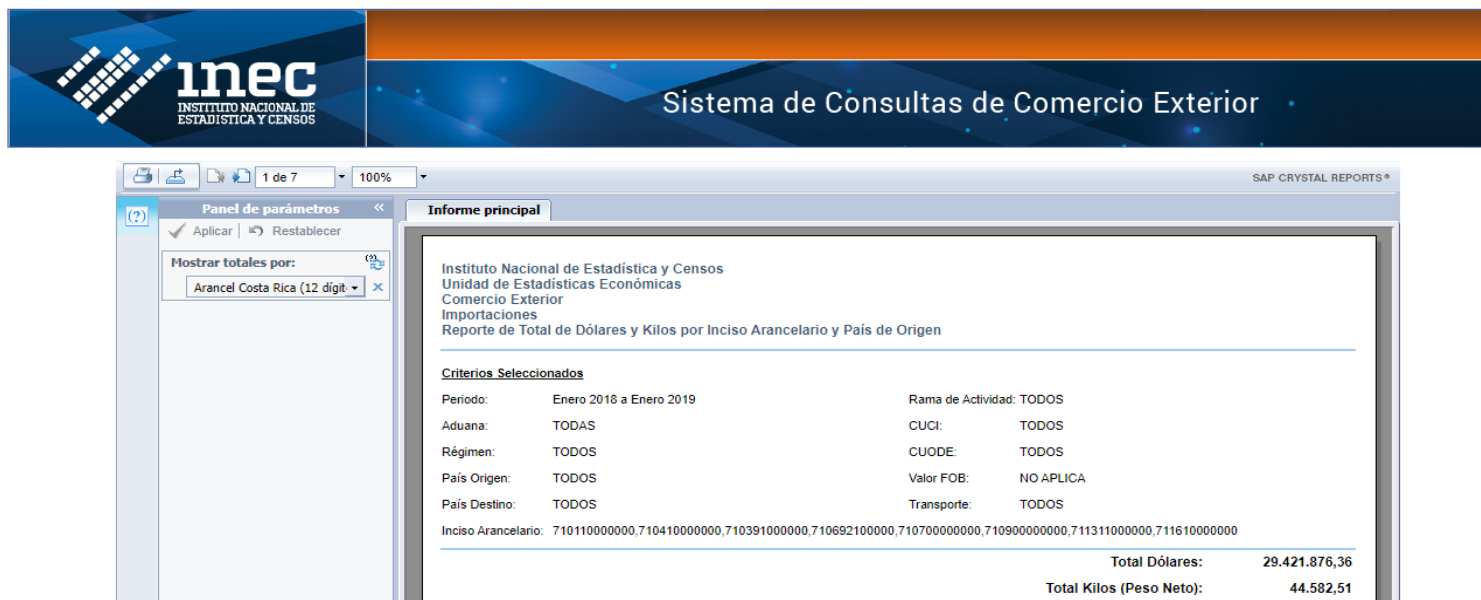 ınec
INSTITUTO NACIONAL DE
ESTADISTICA Y CENSOS
Sistema de Consultas de Comercio Exterior
1 de 7 100% SAP CRYSTAL REPORTS®
(?) Panel de parámetros «
Informe principal
Aplicar Restablecer
Mostrar totales por:
Arancel Costa Rica (12 dígit
Instituto Nacional de Estadística y Censos
Unidad de Estadísticas Económicas
Comercio Exterior
Importaciones
Reporte de Total de Dólares y Kilos por Inciso Arancelario y País de Origen
Criterios Seleccionados
Periodo: Enero 2018 a Enero 2019 Rama de Actividad: TODOS
Aduana: TODAS CUCI: TODOS
Régimen: TODOS CUODE: TODOS
País Origen: TODOS Valor FOB: NO APLICA
País Destino: TODOS Transporte: TODOS
Inciso Arancelario: 710110000000,710410000000,710391000000,710692100000,710700000000,710900000000,711311000000,711610000000
Total Dólares: 29.421.876,36
Total Kilos (Peso Neto): 44.582,51